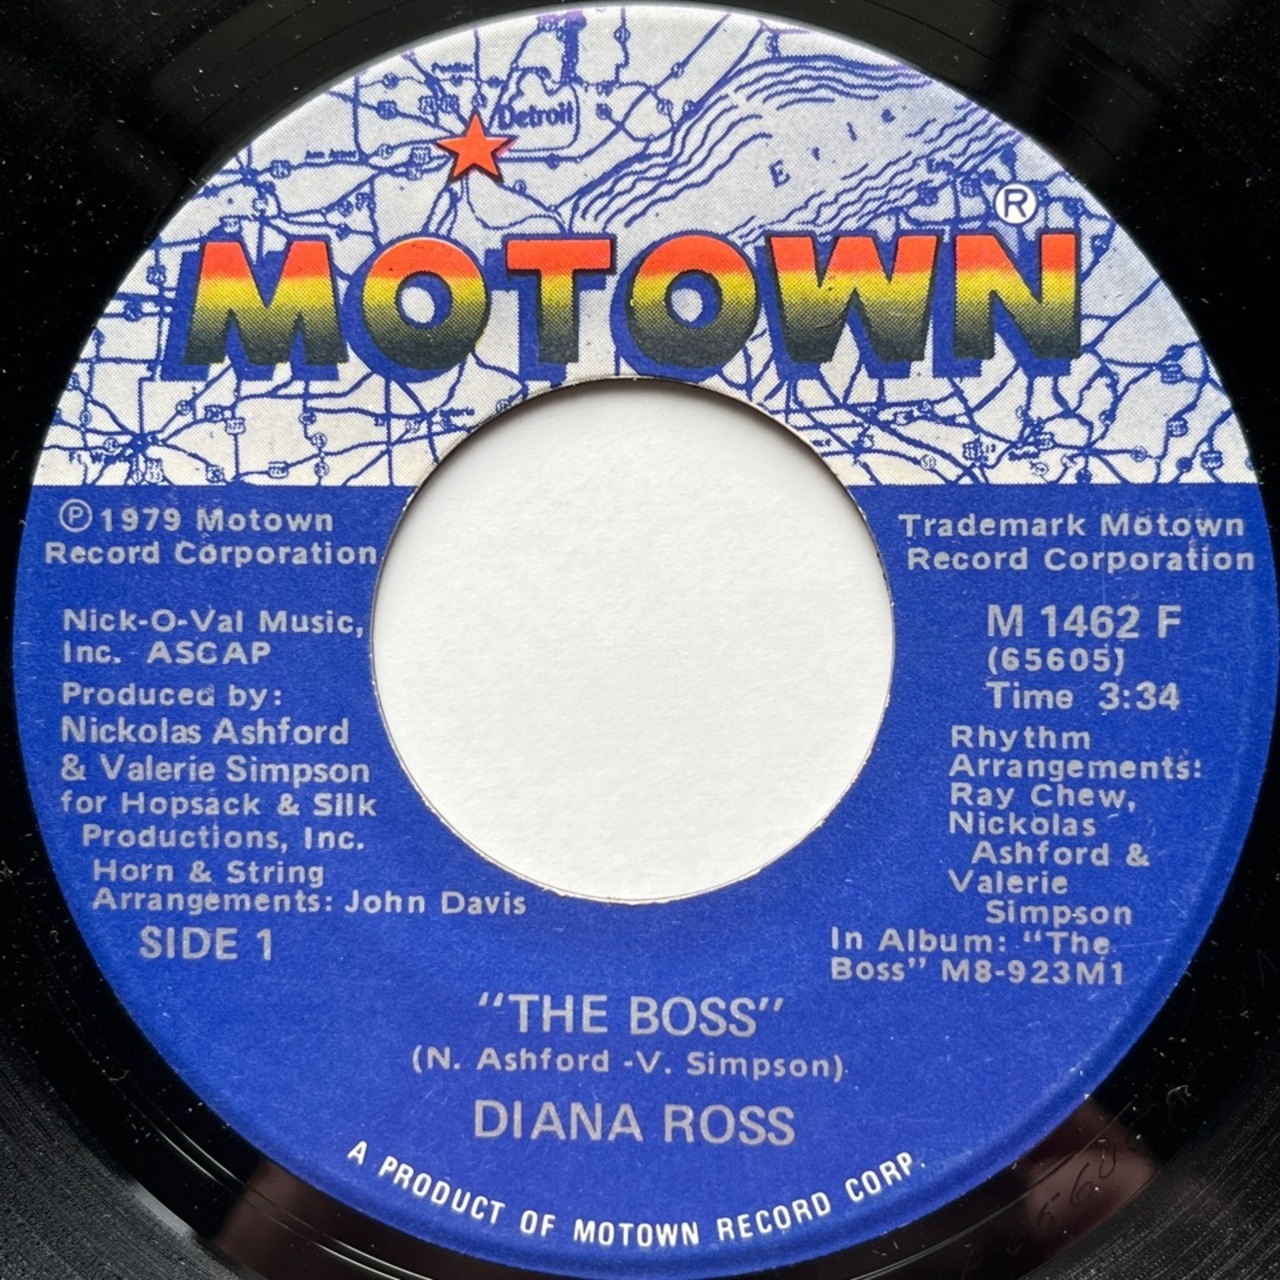 Detroit
Erie
®
MOTOWN
Ft. W
℗ 1979 Motown
Record Corporation
Nick-O-Val Music,
Inc. ASCAP
Produced by:
Nickolas Ashford
& Valerie Simpson
for Hopsack & Silk
Productions, Inc.
Horn & String
Arrangements: John Davis
SIDE 1
Trademark Motown
Record Corporation
M 1462 F
(65605)
Time 3:34
Rhythm
Arrangements:
Ray Chew,
Nickolas
Ashford &
Valerie
Simpson
In Album: "The
Boss" M8-923M1
"THE BOSS"
(N. Ashford -V. Simpson)
DIANA ROSS
A PRODUCT OF MOTOWN RECORD CORP.